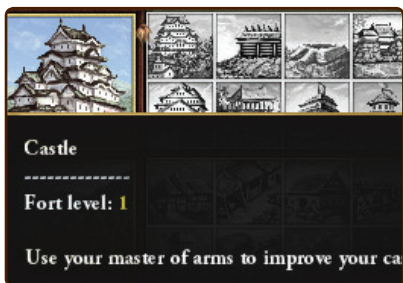 Castle
--------------
Fort level: 1
Use your master of arms to improve your ca